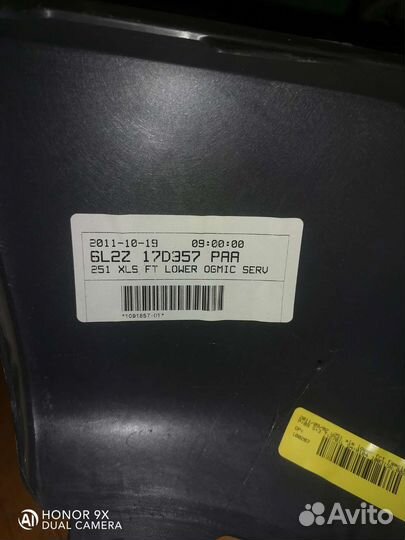 2011-10-19 09:00:00
6L2Z 17D357 PAA
251 XLS FT LOWER OGMIC SERV
*1091857-01*
HONOR 9X
DUAL CAMERA
Avito